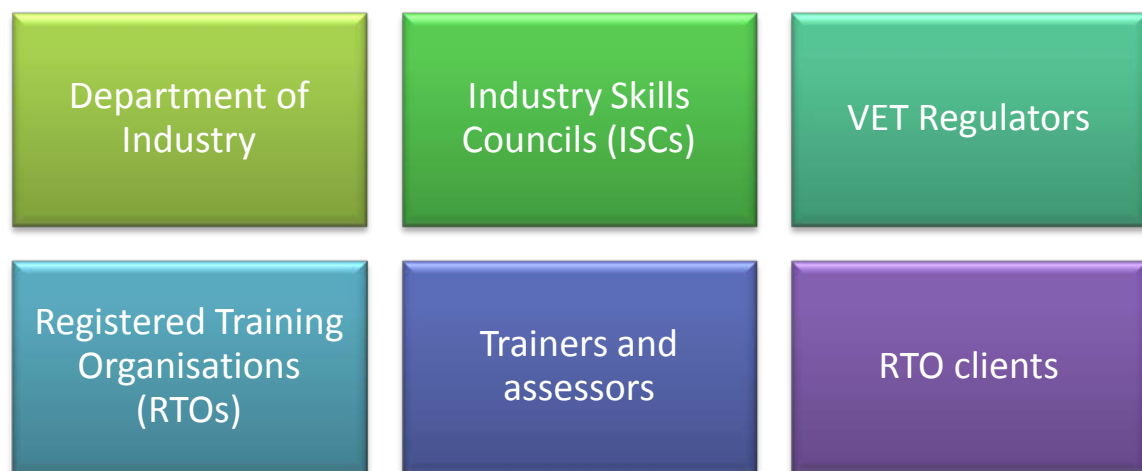 Department of
Industry
Industry Skills
Councils (ISCs)
VET Regulators
Registered Training
Organisations
(RTOs)
Trainers and
assessors
RTO clients